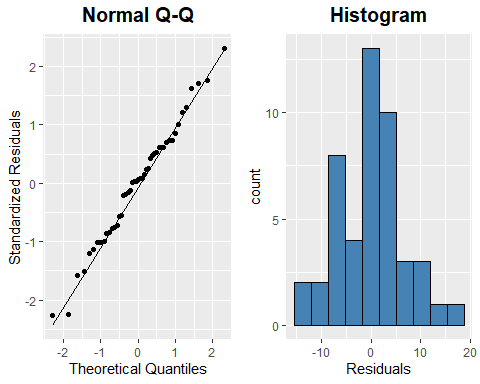 Normal Q-Q
Histogram
Standardized Residuals
2
1
0
-1
-2
-2
-1
0
1
2
Theoretical Quantiles
count
10
5
0
-10
0
10
20
Residuals